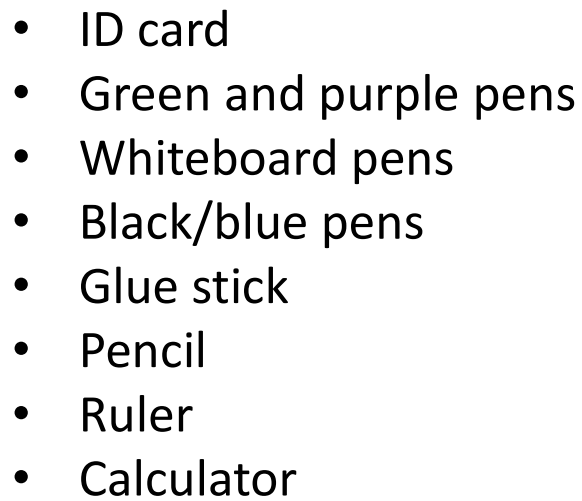 • ID card
• Green and purple pens
• Whiteboard pens
• Black/blue pens
• Glue stick
• Pencil
• Ruler
• Calculator